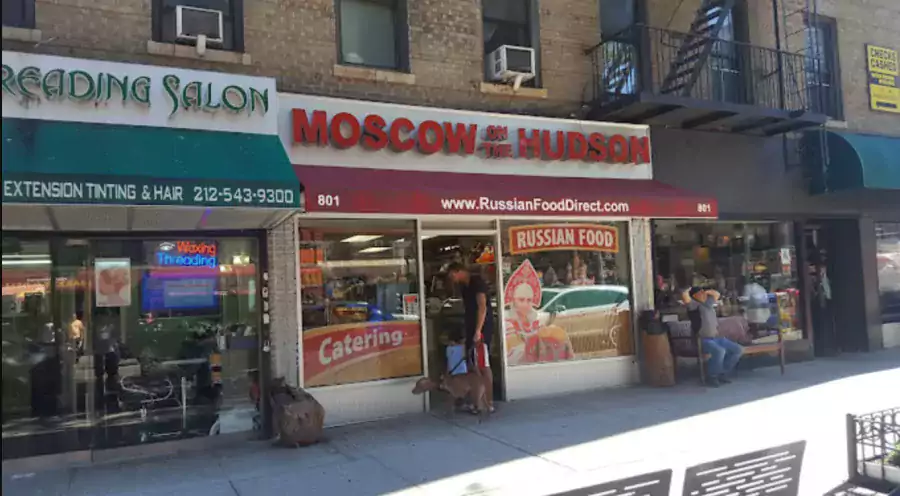 READING SALON
EXTENSION TINTING & HAIR 212-543-9300
Waxing
Threading
MOSCOW ON THE HUDSON
801 www.RussianFoodDirect.com 801
RUSSIAN FOOD
Catering
CHECKS
CASHED